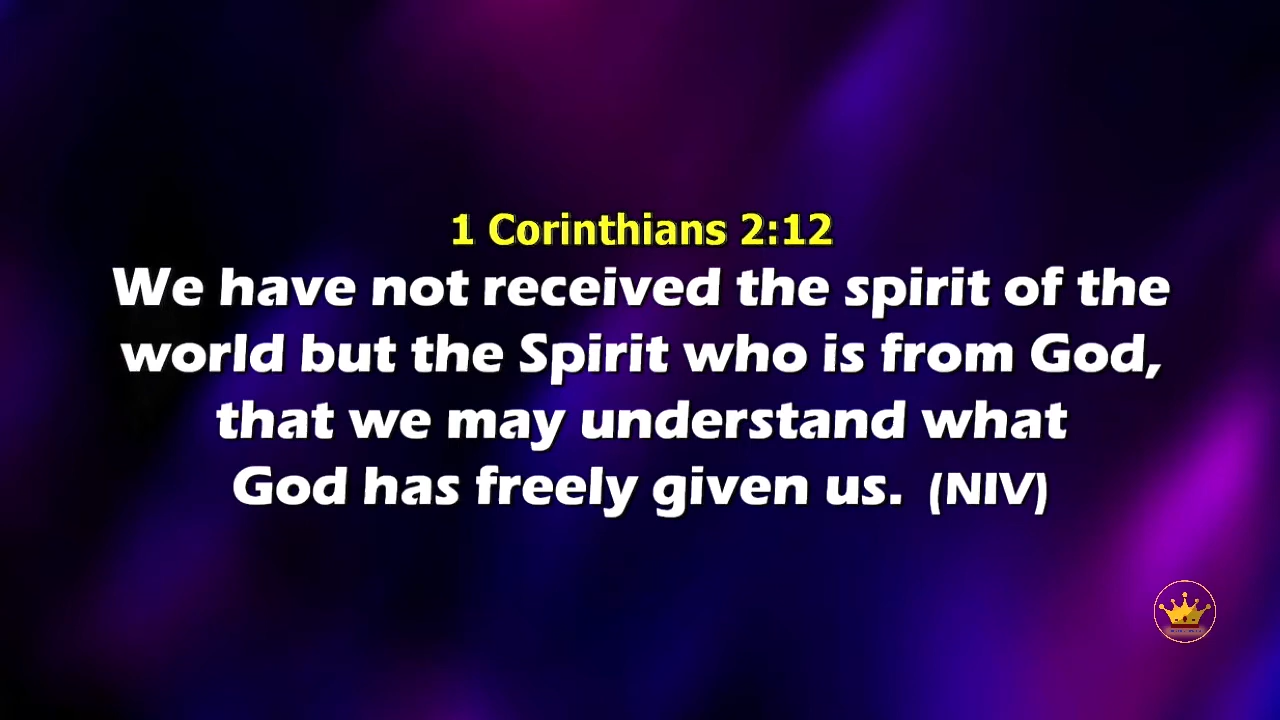 1 Corinthians 2:12
We have not received the spirit of the
world but the Spirit who is from God,
that we may understand what
God has freely given us. (NIV)